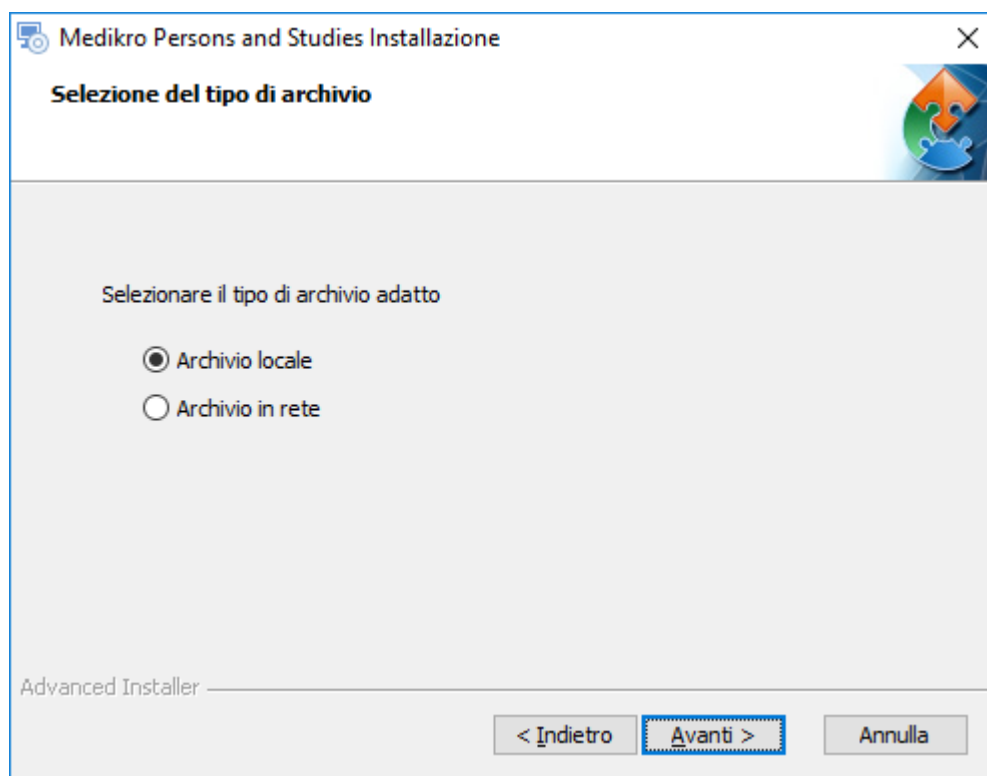 Medikro Persons and Studies Installazione
Selezione del tipo di archivio
Selezionare il tipo di archivio adatto
Archivio locale
Archivio in rete
Advanced Installer
< Indietro
Avanti >
Annulla